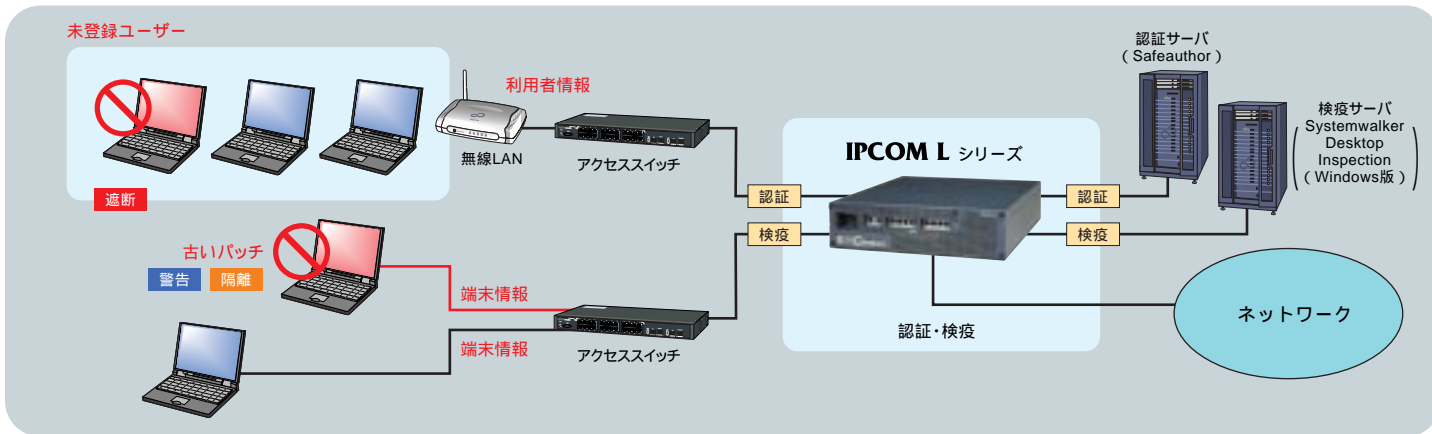 未登録ユーザー
遮断
無線LAN
利用者情報
アクセススイッチ
古いパッチ
警告 隔離
端末情報
端末情報
アクセススイッチ
認証
検疫
IPCOM L シリーズ
認証・検疫
認証
検疫
認証サーバ
（Safeauthor）
検疫サーバ
Systemwalker
Desktop
Inspection
（Windows版）
ネットワーク